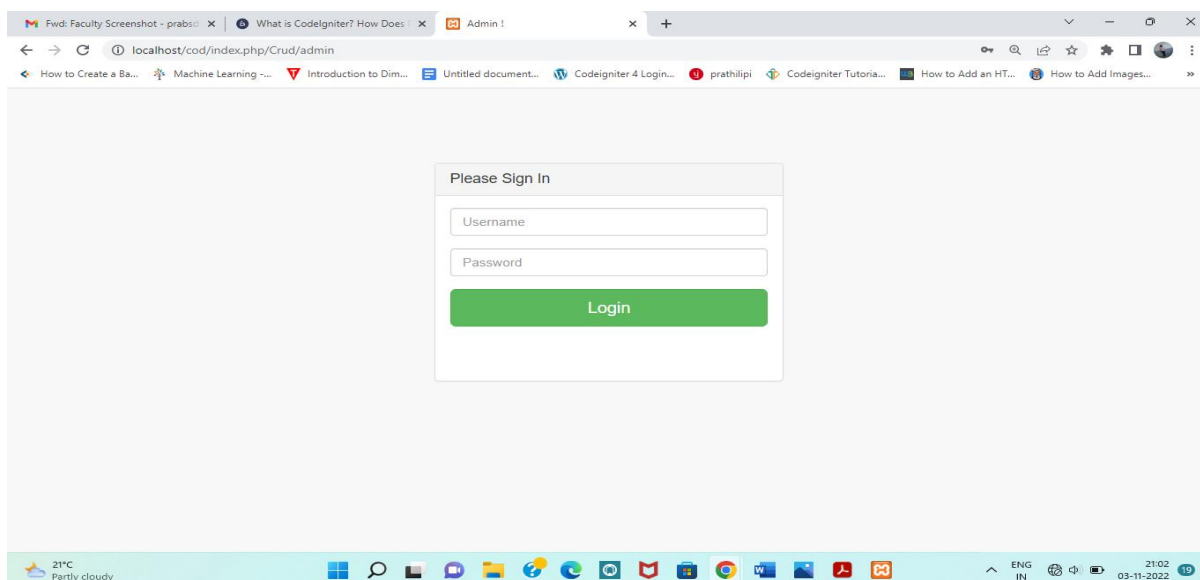 Fwd: Faculty Screenshot - prabsd
What is CodeIgniter? How Does
Admin !
localhost/cod/index.php/Crud/admin
How to Create a Ba...
Machine Learning -...
Introduction to Dim...
Untitled document...
Codeigniter 4 Login...
prathilipi
Codeigniter Tutoria...
How to Add an HT...
How to Add Images...
Please Sign In
Username
Password
Login
21°C
Partly cloudy
ENG
IN
21:02
03-11-2022
19